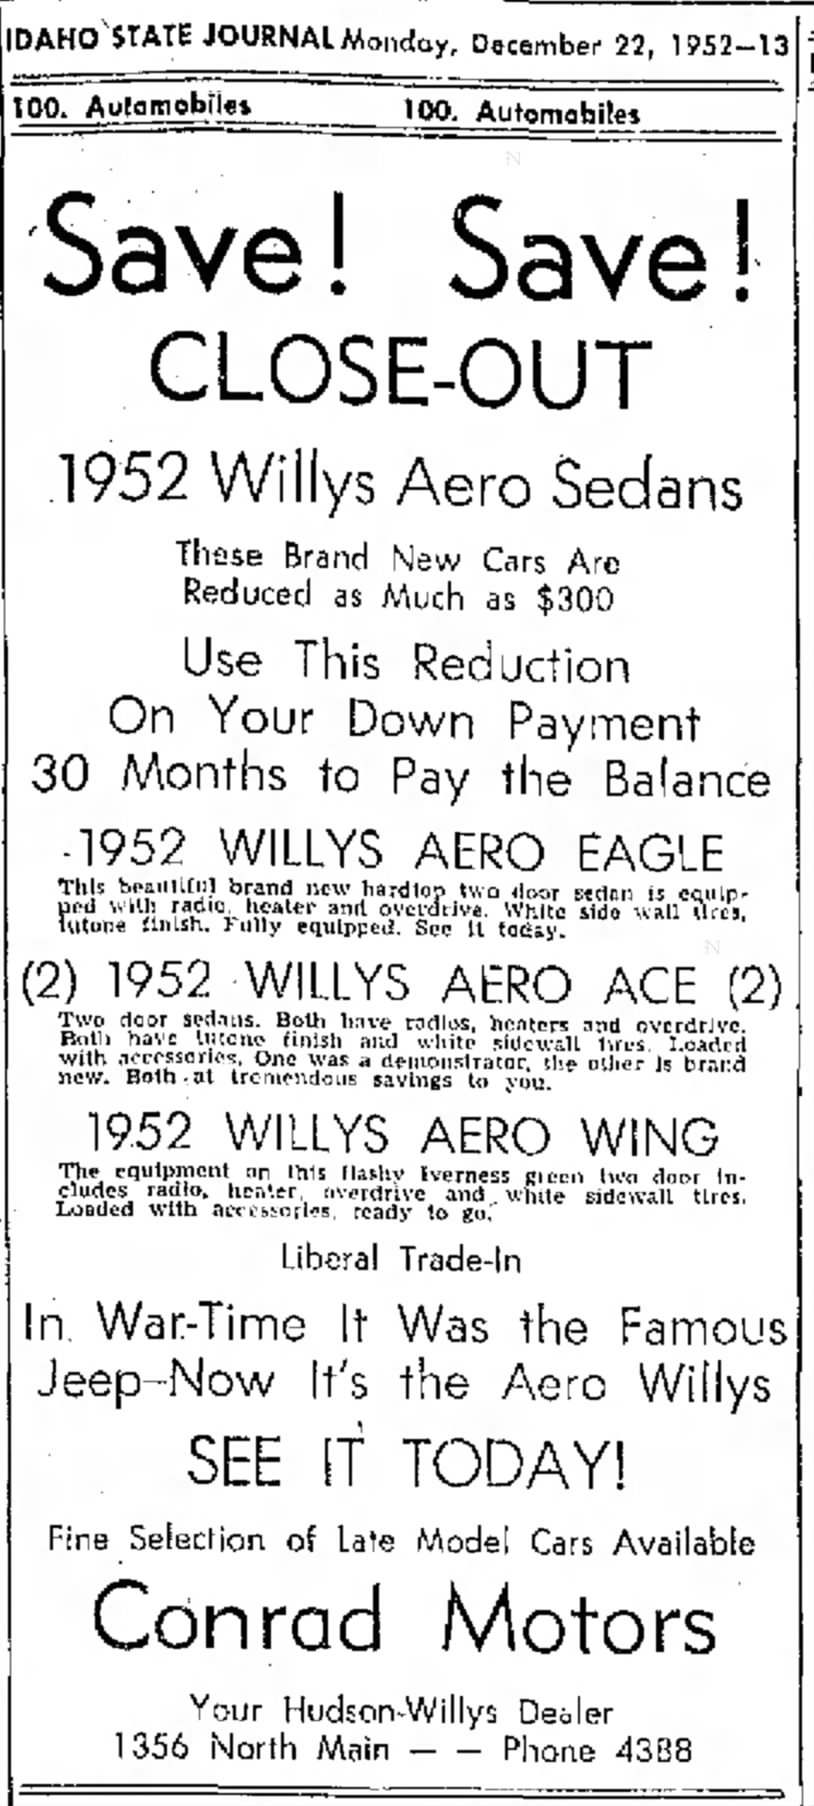 IDAHO STATE JOURNAL Monday, December 22, 1952—13
100. Automobiles 100. Automobiles
Save! Save!
CLOSE-OUT
1952 Willys Aero Sedans
These Brand New Cars Are
Reduced as Much as $300
Use This Reduction
On Your Down Payment
30 Months to Pay the Balance
1952 WILLYS AERO EAGLE
This beautiful brand new hardtop two door sedan is equip-
ped with radio, heater and overdrive. White side wall tires,
tutone finish. Fully equipped. See it today.
(2) 1952 WILLYS AERO ACE (2)
Two door sedans. Both have radios, heaters and overdrive.
Both have tutone finish and white sidewall tires. Loaded
with accessories. One was a demonstrator, the other is brand
new. Both at tremendous savings to you.
1952 WILLYS AERO WING
The equipment on this flashy Iverness green two door in-
cludes radio, heater, overdrive and white sidewall tires.
Loaded with accessories, ready to go.
Liberal Trade-In
In War-Time It Was the Famous
Jeep—Now It's the Aero Willys
SEE IT TODAY!
Fine Selection of Late Model Cars Available
Conrad Motors
Your Hudson-Willys Dealer
1356 North Main — — Phone 4388